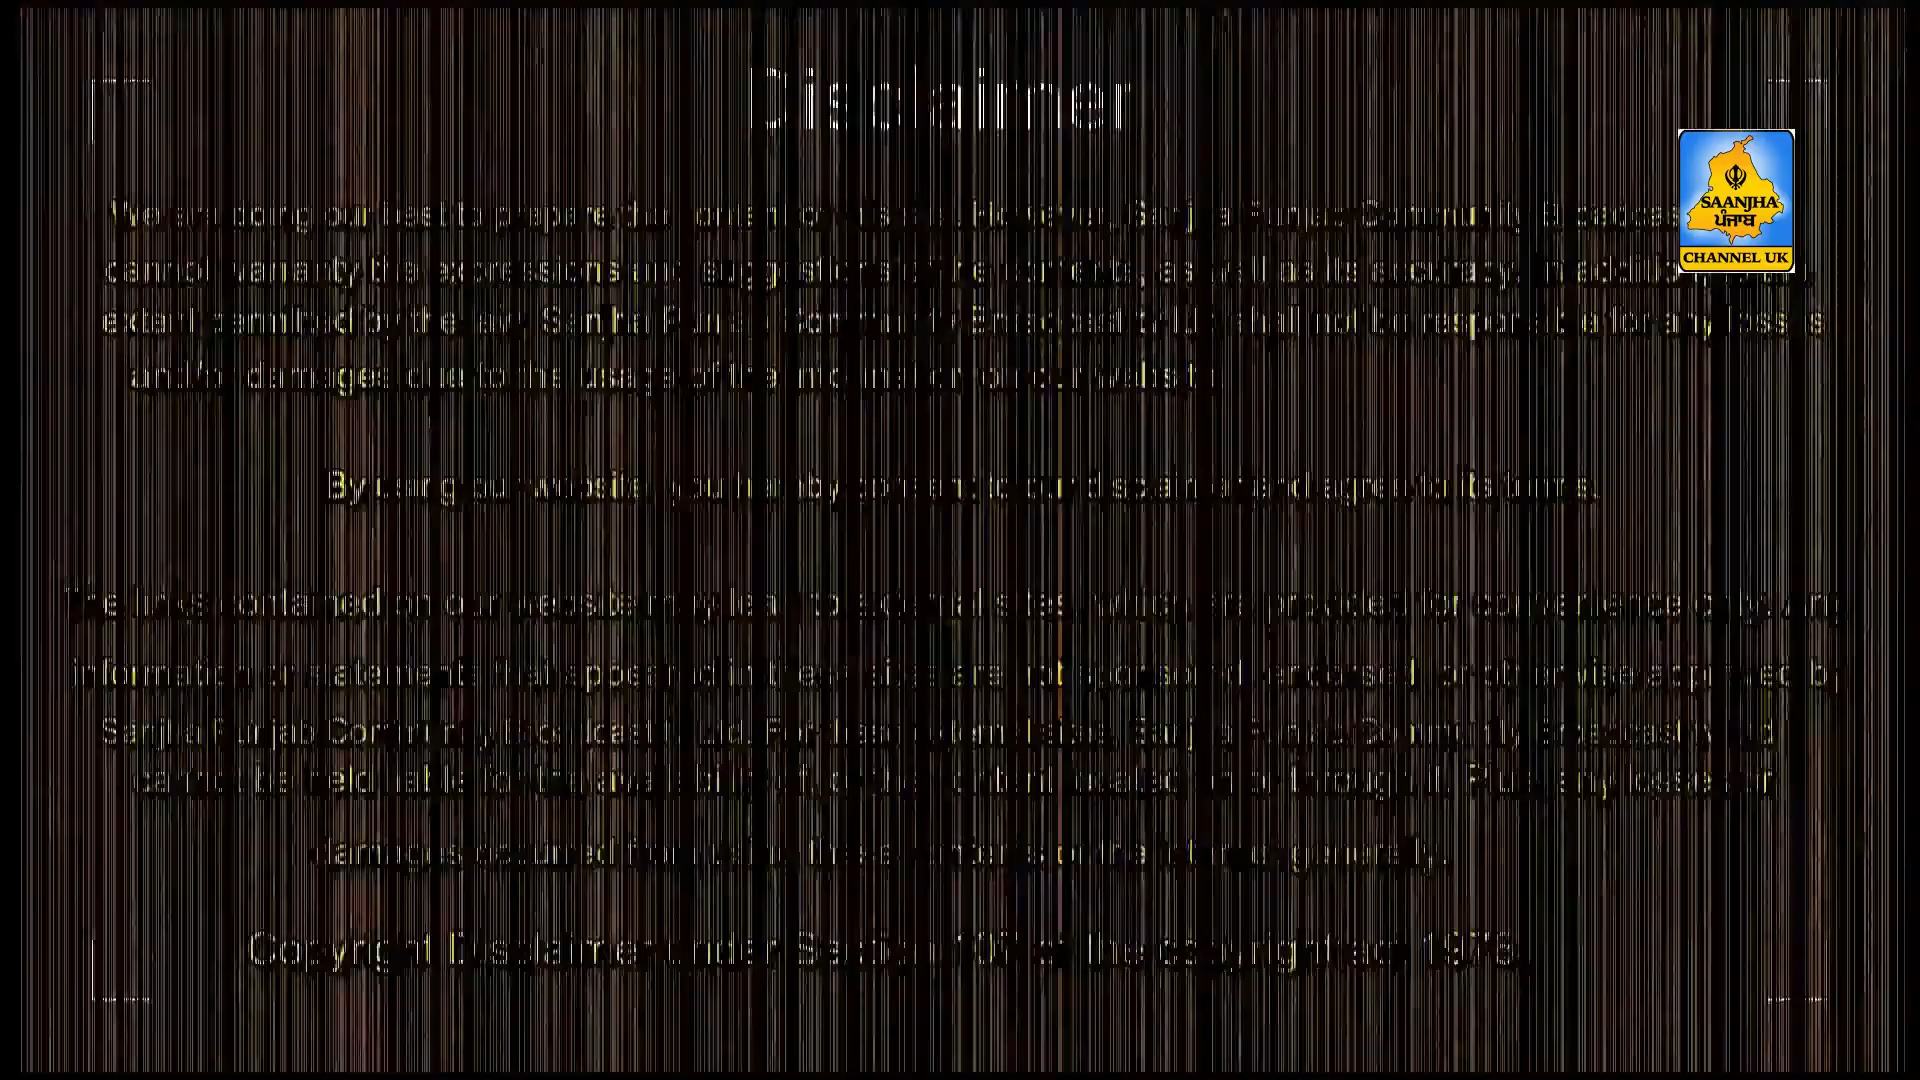 Disclaimer
We are doing our best to prepare the content of this site. However, Sanjha Punjab Community Broadcast
cannot warranty the expressions and suggestions of the contents, as well as its accuracy. In addition
extent permitted by the law, Sanjha Punjab Community Broadcast shall not be responsible for any losses
and/or damages due to the usage of the information on our website.
By using our website, you hereby consent to our disclaimer and agree to its terms.
The links contained on our website may lead to external sites, which are provided for convenience only. Any
information or statements that appeared in these sites are not sponsored, endorsed, or otherwise approved by
Sanjha Punjab Community Broadcast Ltd. For these external sites, Sanjha Punjab Community Broadcast Ltd
cannot be held liable for the availability of, or the content located on or through it. Plus, any losses or
damages occurred from using these contents or the internet generally.
Copyright Disclaimer under Section 107 of the copyright act 1976
SAANJHA
ਪੰਜਾਬ
CHANNEL UK